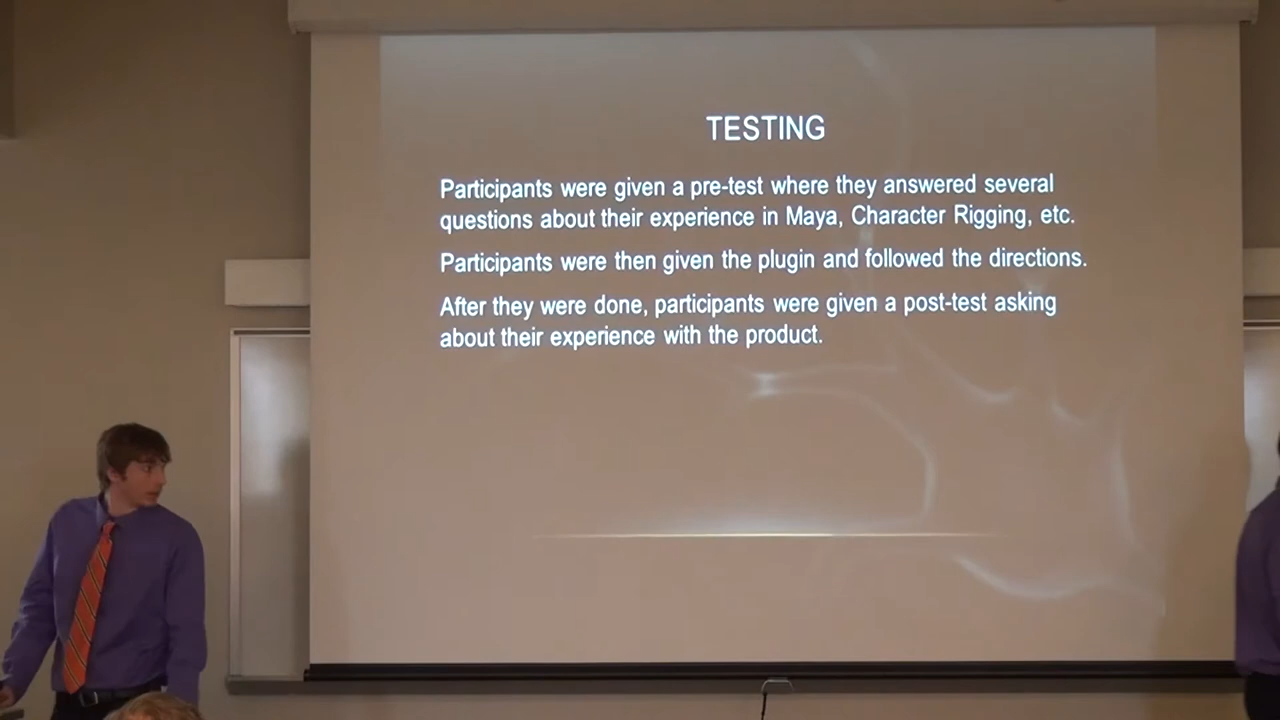 TESTING
Participants were given a pre-test where they answered several
questions about their experience in Maya, Character Rigging, etc.
Participants were then given the plugin and followed the directions.
After they were done, participants were given a post-test asking
about their experience with the product.